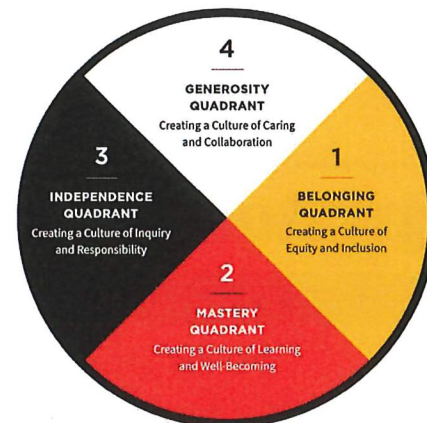 4
GENEROSITY
QUADRANT
Creating a Culture of Caring
and Collaboration
3
INDEPENDENCE
QUADRANT
Creating a Culture of Inquiry
and Responsibility
1
BELONGING
QUADRANT
Creating a Culture of
Equity and Inclusion
2
MASTERY
QUADRANT
Creating a Culture of Learning
and Well-Becoming